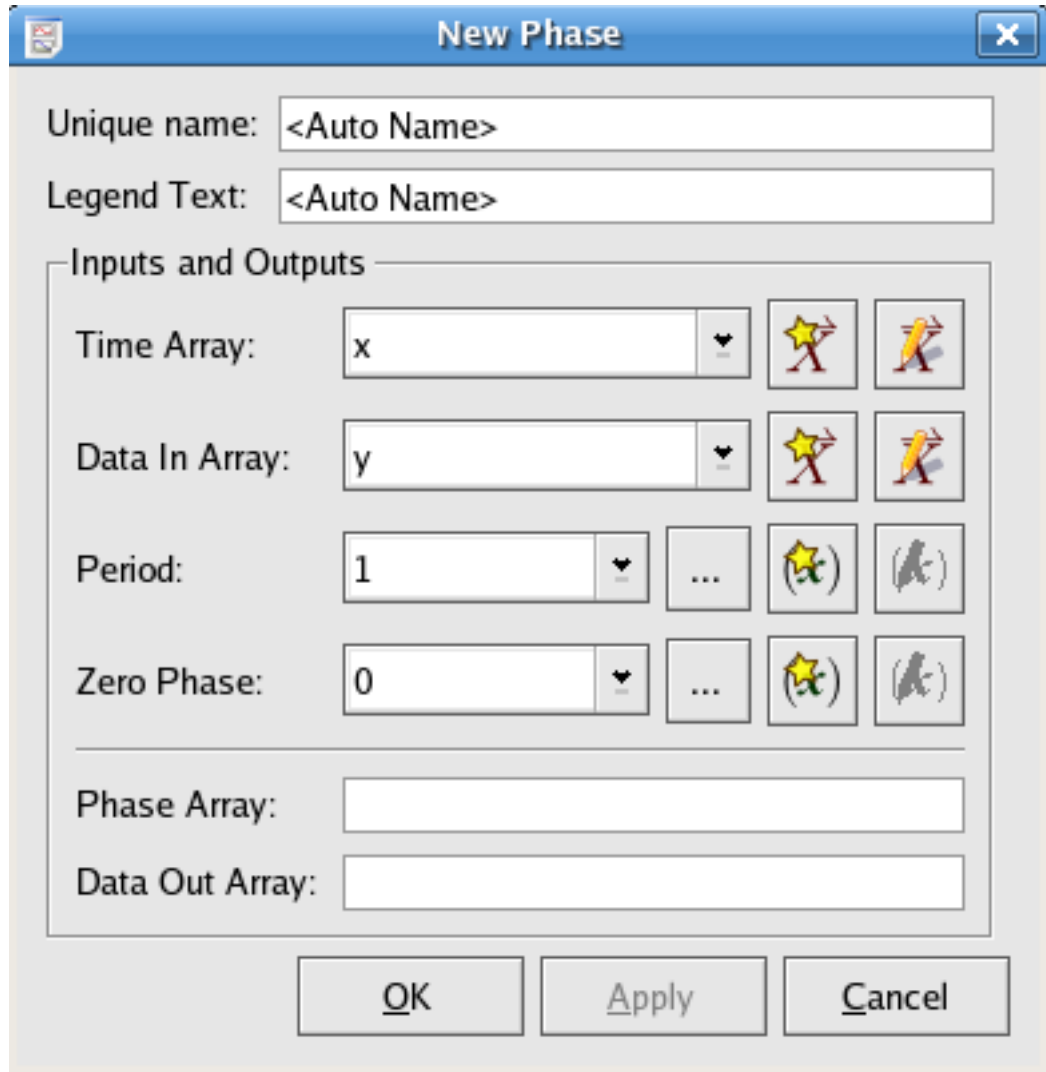 New Phase
Unique name: <Auto Name>
Legend Text: <Auto Name>
Inputs and Outputs
Time Array: x
Data In Array: y
Period: 1 ... (x)
Zero Phase: 0 ... (x)
Phase Array:
Data Out Array:
OK Apply Cancel